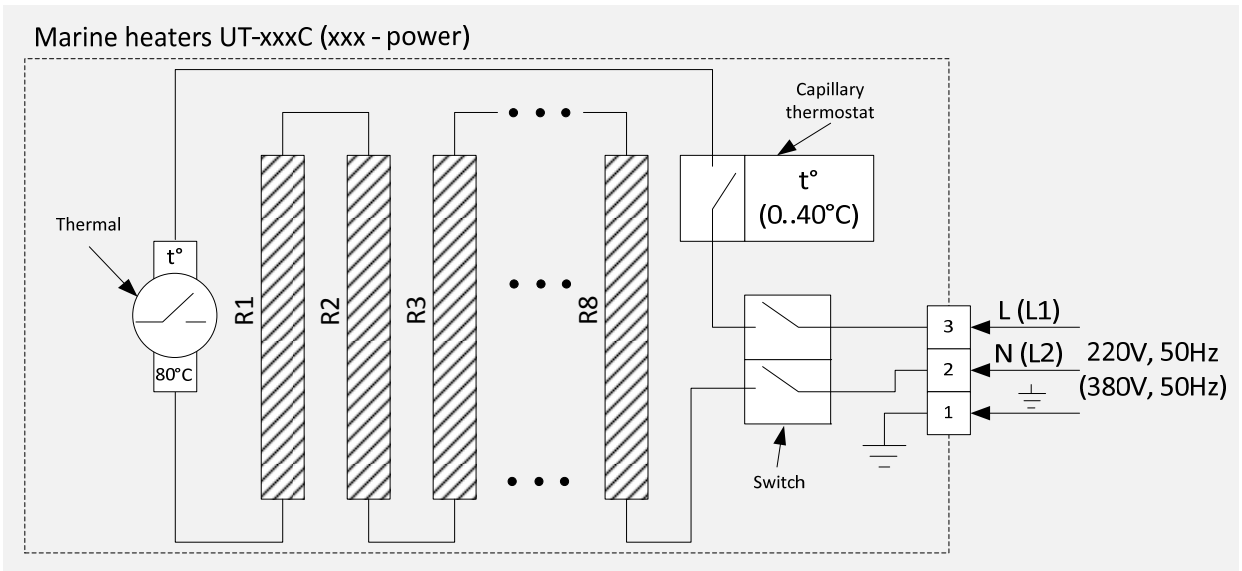 Marine heaters UT-xxxC (xxx - power)
Capillary
thermostat
t°
(0..40°C)
Thermal
t°
80°C
R1
R2
R3
R8
Switch
3
2
1
L (L1)
N (L2)
220V, 50Hz
(380V, 50Hz)